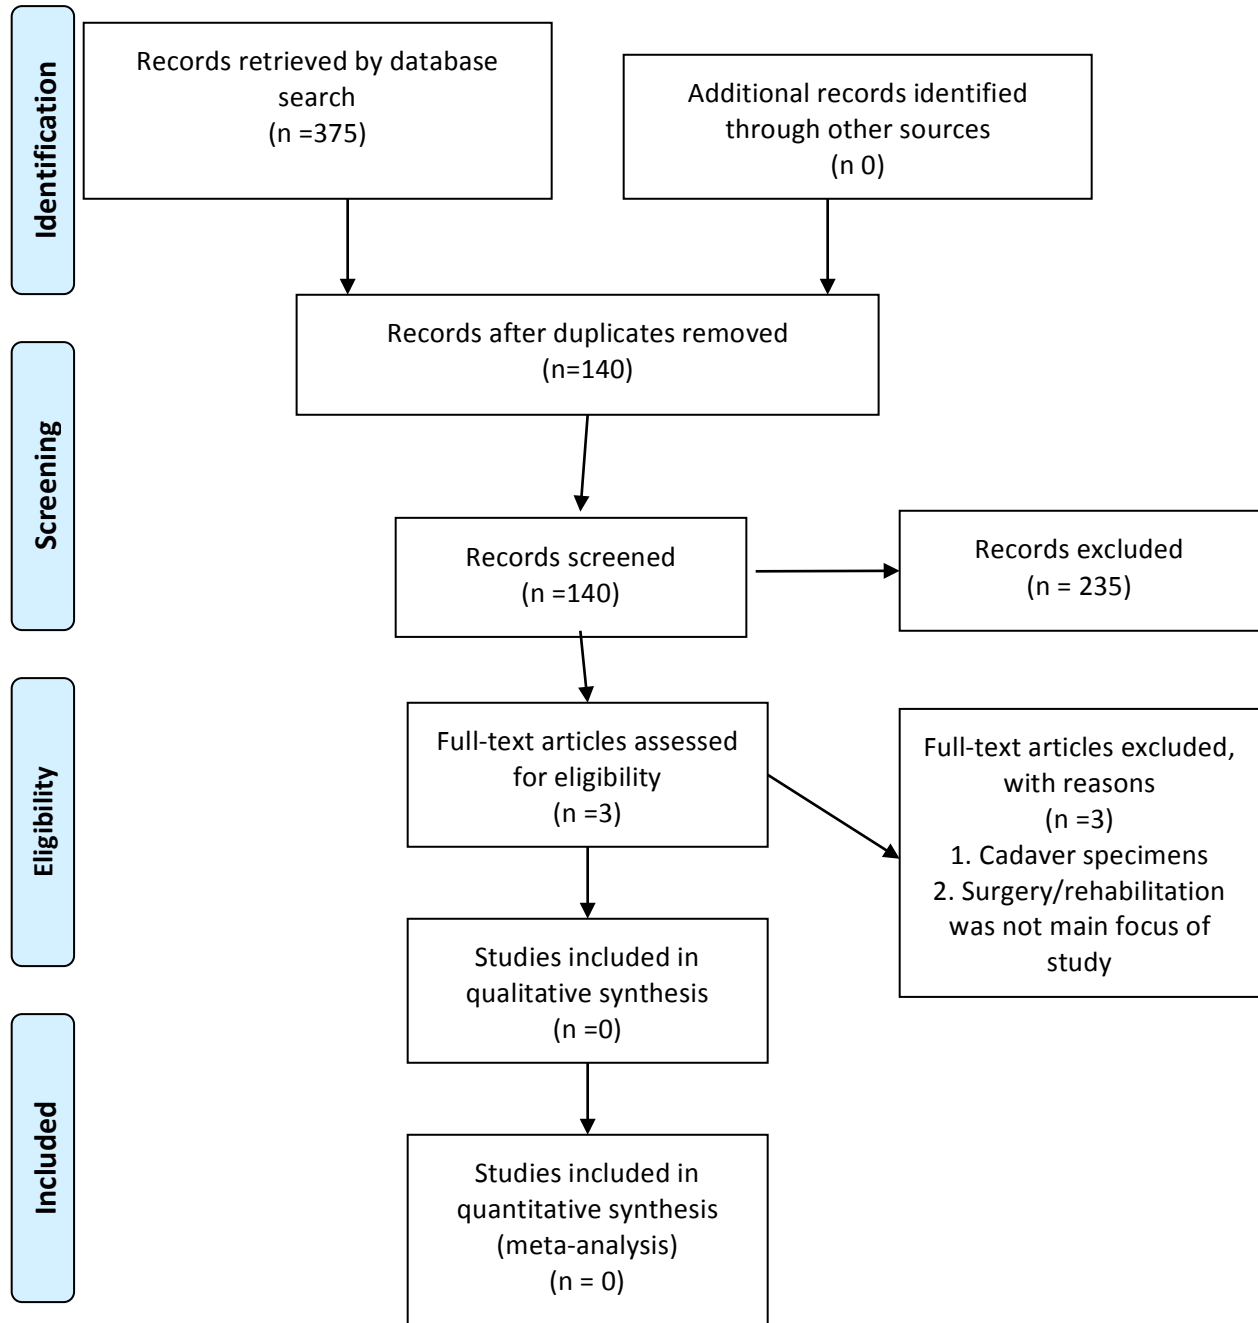 Identification
Records retrieved by database
search
(n =375)
Additional records identified
through other sources
(n 0)
Records after duplicates removed
(n=140)
Screening
Records screened
(n =140)
Records excluded
(n = 235)
Eligibility
Full-text articles assessed
for eligibility
(n =3)
Full-text articles excluded,
with reasons
(n =3)
1. Cadaver specimens
2. Surgery/rehabilitation
was not main focus of
study
Studies included in
qualitative synthesis
(n =0)
Included
Studies included in
quantitative synthesis
(meta-analysis)
(n = 0)